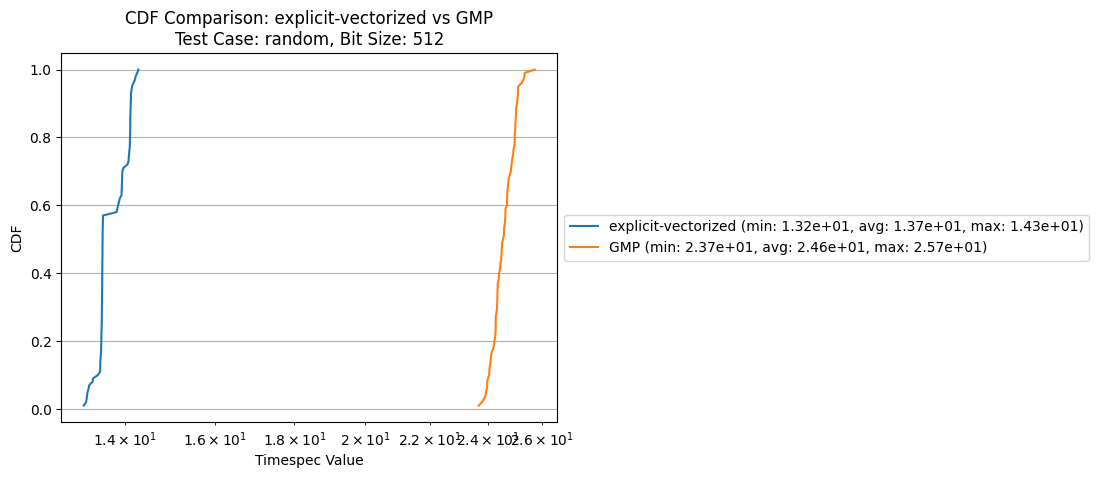 CDF Comparison: explicit-vectorized vs GMP
Test Case: random, Bit Size: 512
1.0
0.8
0.6
0.4
0.2
0.0
CDF
1.4 × 10¹
1.6 × 10¹
1.8 × 10¹
2 × 10¹
2.2 × 10¹
2.4 × 10¹
2.6 × 10¹
Timespec Value
explicit-vectorized (min: 1.32e+01, avg: 1.37e+01, max: 1.43e+01)
GMP (min: 2.37e+01, avg: 2.46e+01, max: 2.57e+01)